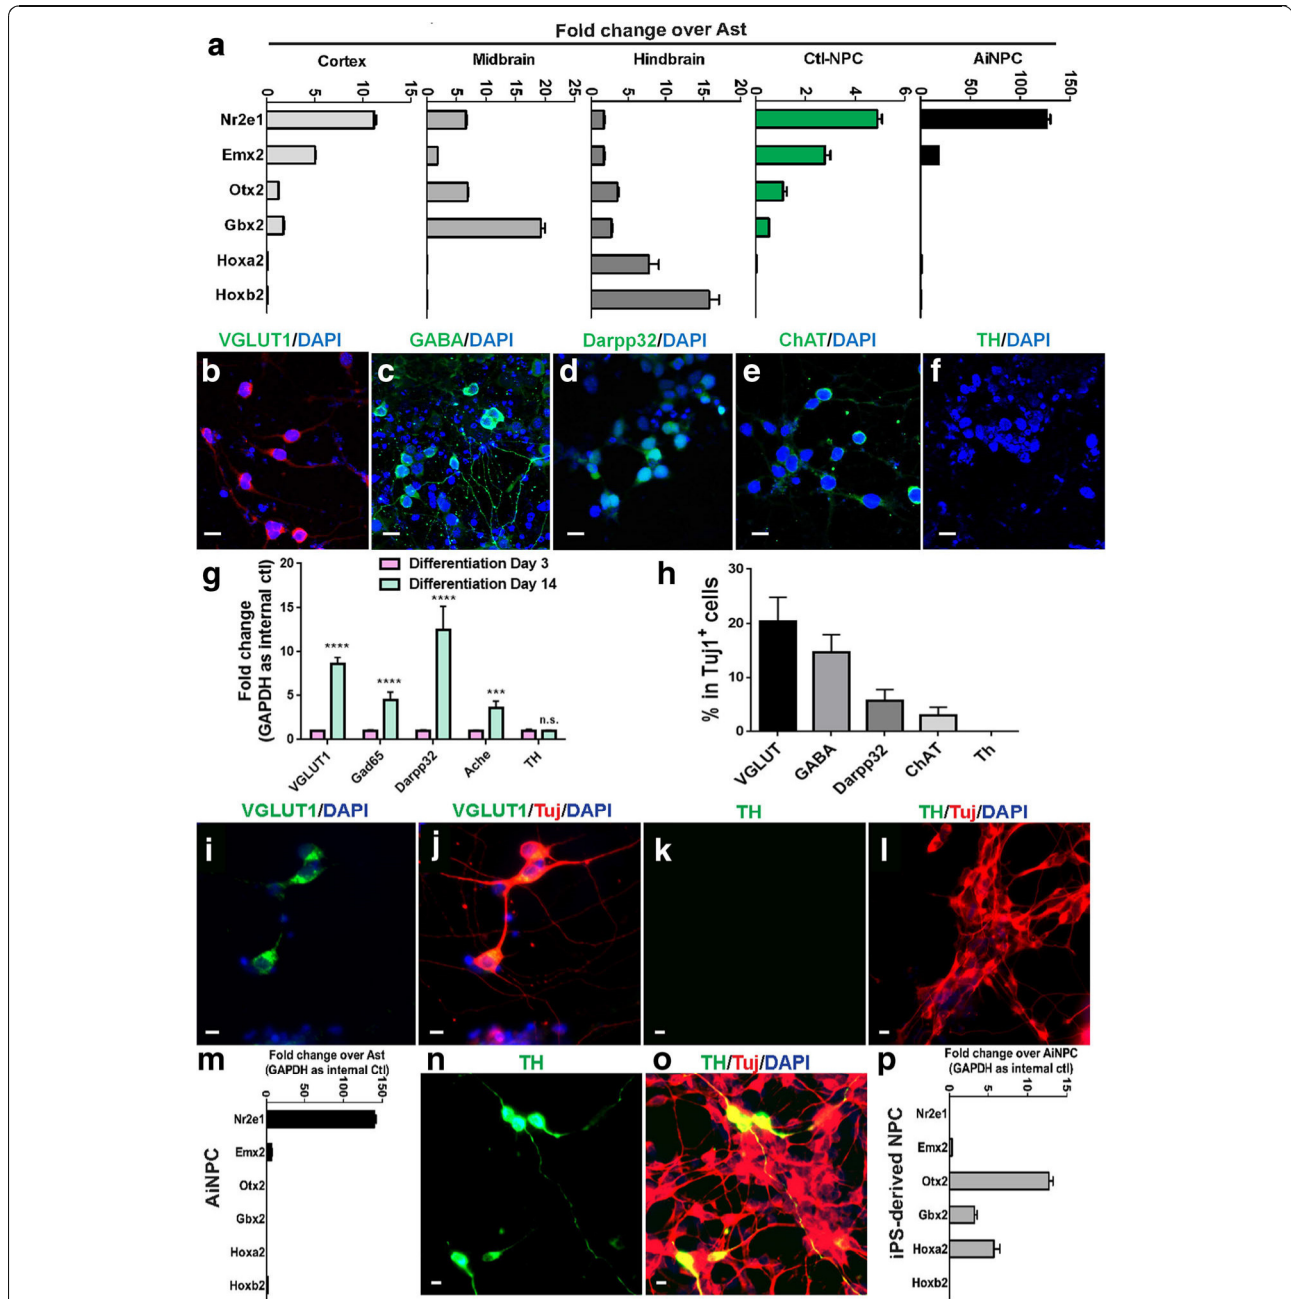 Fold change over Ast
a
Cortex
Midbrain
Hindbrain
Ctl-NPC
AiNPC
0 5 10 15
0 5 10 15 20 25
0 5 10 15 20
0 2 4 6
0 50 100 150
Nr2e1
Emx2
Otx2
Gbx2
Hoxa2
Hoxb2
VGLUT1/DAPI
GABA/DAPI
Darpp32/DAPI
ChAT/DAPI
TH/DAPI
b
c
d
e
f
g
Fold change
(GAPDH as internal ctl)
20
15
10
5
0
Differentiation Day 3
Differentiation Day 14
****
****
****
***
n.s.
VGLUT1
Gad65
Darpp32
Ache
TH
h
% in Tuj1+ cells
30
20
10
0
VGLUT
GABA
Darpp32
ChAT
Th
VGLUT1/DAPI
VGLUT1/Tuj/DAPI
TH
TH/Tuj/DAPI
i
j
k
l
m
Fold change over Ast
(GAPDH as internal Ctl)
0 50 100 150
AiNPC
Nr2e1
Emx2
Otx2
Gbx2
Hoxa2
Hoxb2
n
TH
o
TH/Tuj/DAPI
p
Fold change over AiNPC
(GAPDH as internal ctl)
0 5 10 15
iPS-derived NPC
Nr2e1
Emx2
Otx2
Gbx2
Hoxa2
Hoxb2